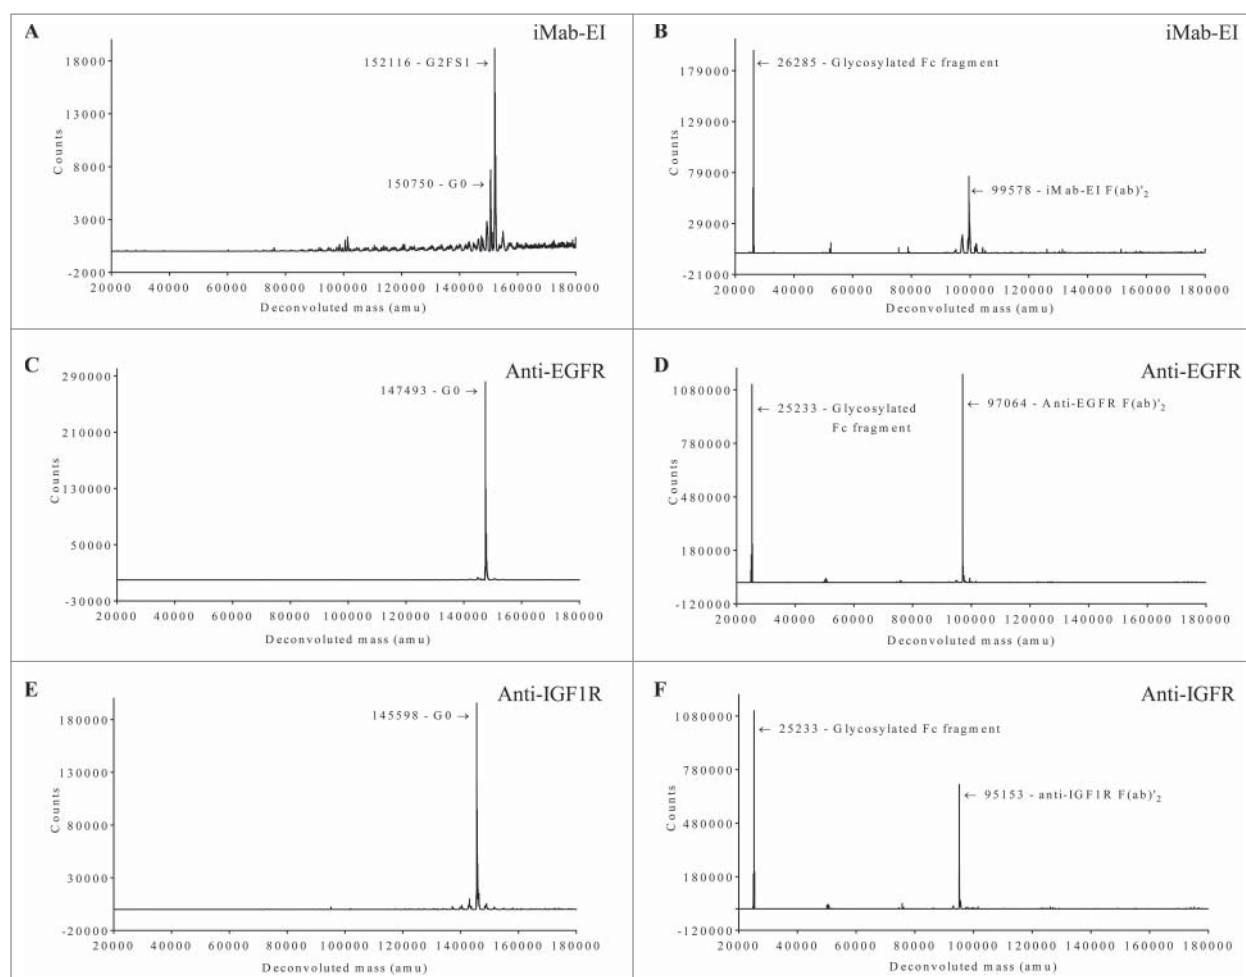 A
iMab-EI
18000
13000
8000
3000
-2000
Counts
152116 - G2FS1 →
150750 - G0 →
20000 40000 60000 80000 100000 120000 140000 160000 180000
Deconvoluted mass (amu)
B
iMab-EI
179000
129000
79000
29000
-21000
Counts
← 26285 - Glycosylated Fc fragment
← 99578 - iMab-EI F(ab)'₂
20000 40000 60000 80000 100000 120000 140000 160000 180000
Deconvoluted mass (amu)
C
Anti-EGFR
290000
210000
130000
50000
-30000
Counts
147493 - G0 →
20000 40000 60000 80000 100000 120000 140000 160000 180000
Deconvoluted mass (amu)
D
Anti-EGFR
1080000
780000
480000
180000
-120000
Counts
← 25233 - Glycosylated
Fc fragment
← 97064 - Anti-EGFR F(ab)'₂
20000 40000 60000 80000 100000 120000 140000 160000 180000
Deconvoluted mass (amu)
E
Anti-IGF1R
180000
130000
80000
30000
-20000
Counts
145598 - G0 →
20000 40000 60000 80000 100000 120000 140000 160000 180000
Deconvoluted mass (amu)
F
Anti-IGFR
1080000
780000
480000
180000
-120000
Counts
← 25233 - Glycosylated Fc fragment
← 95153 - anti-IGF1R F(ab)'₂
20000 40000 60000 80000 100000 120000 140000 160000 180000
Deconvoluted mass (amu)